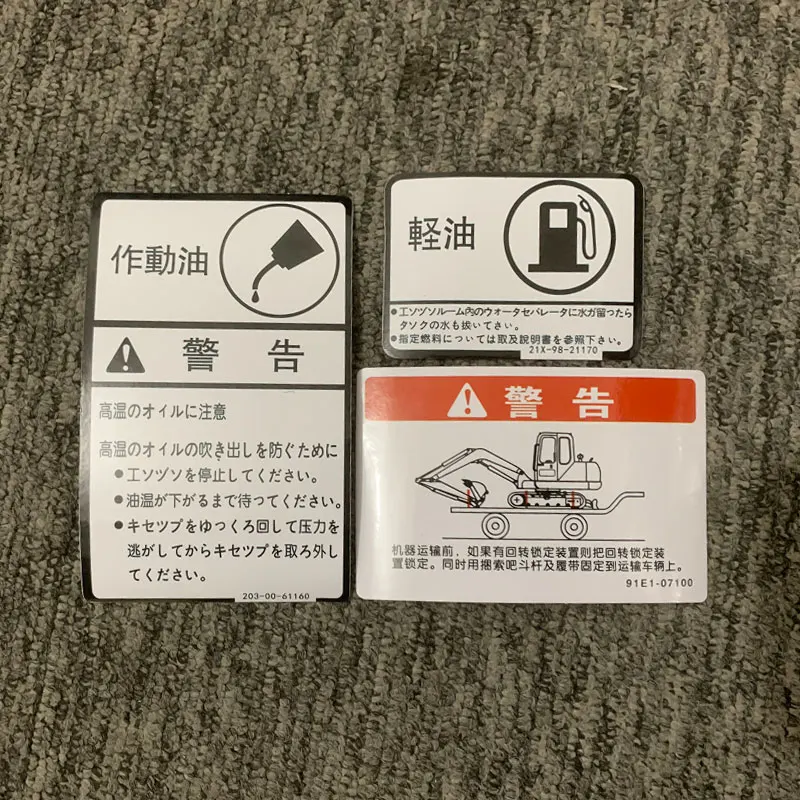 作動油
警告
高温のオイルに注意
高温のオイルの吹き出しを防ぐために
●エソヅソを停止してください。
●油温が下がるまで待つてください。
●キセツプをゆつくろ回して圧力を
逃がしてからキセツプを取ろ外し
てください。
203-00-61160
軽油
●エソヅソルーム内のウォータセパレータに水ガ留つたら
タソクの水も拔いてさい。
●指定燃料については取及説明書を参照下さい。
21X-98-21170
警告
机器运输前，如果有回转锁定装置则把回转锁定装
置锁定。同时用捆索吧斗杆及履带固定到运输车辆上。
91E1-07100